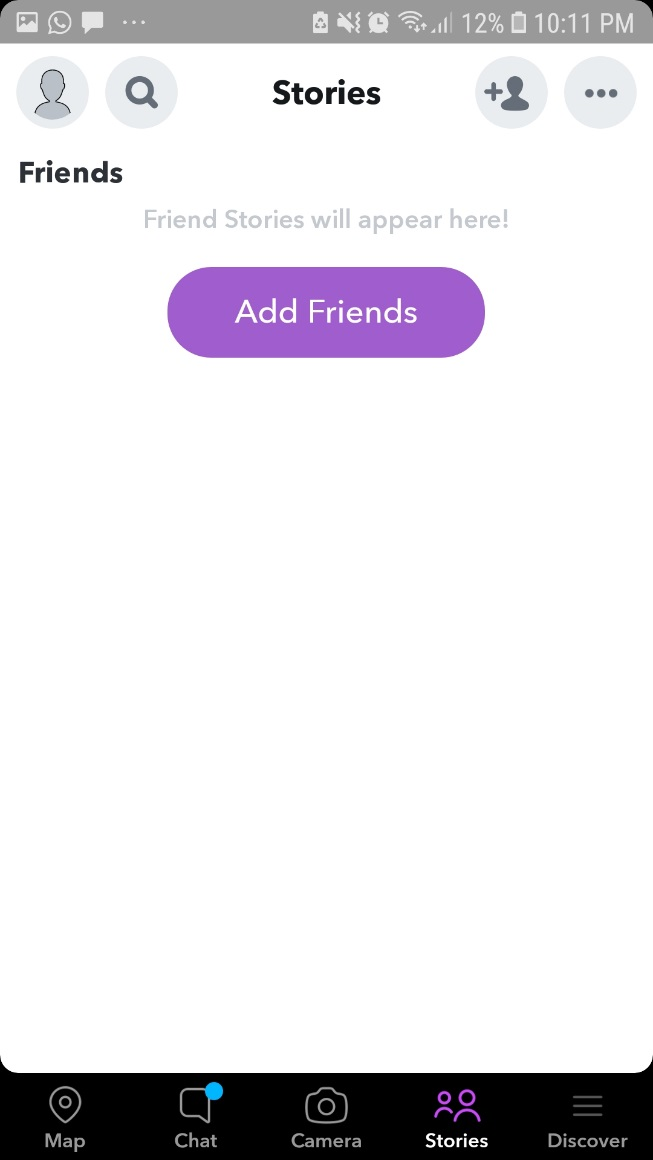 12% 10:11 PM
Stories
Friends
Friend Stories will appear here!
Add Friends
Map Chat Camera Stories Discover